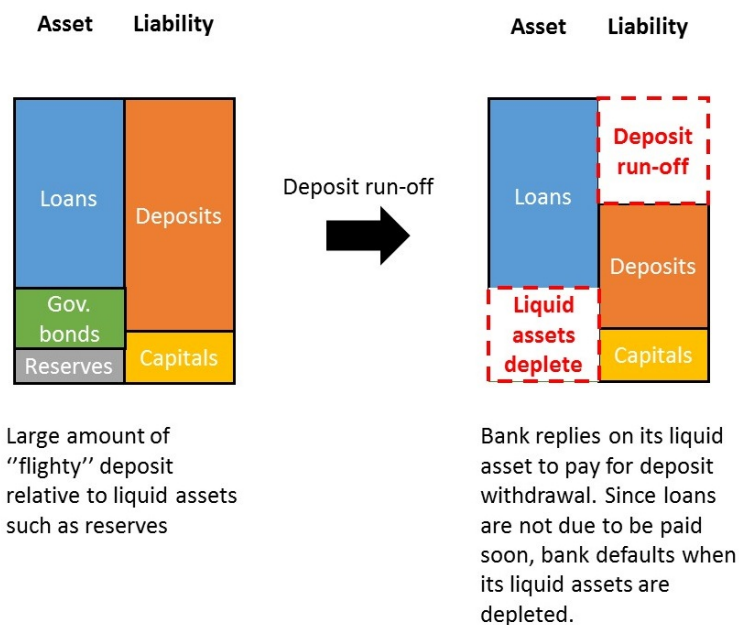 Asset Liability
Loans
Deposits
Gov.
bonds
Reserves
Capitals
Large amount of
‘’flighty’’ deposit
relative to liquid assets
such as reserves
Deposit run-off
Asset Liability
Deposit
run-off
Loans
Deposits
Liquid
assets
deplete
Capitals
Bank replies on its liquid
asset to pay for deposit
withdrawal. Since loans
are not due to be paid
soon, bank defaults when
its liquid assets are
depleted.